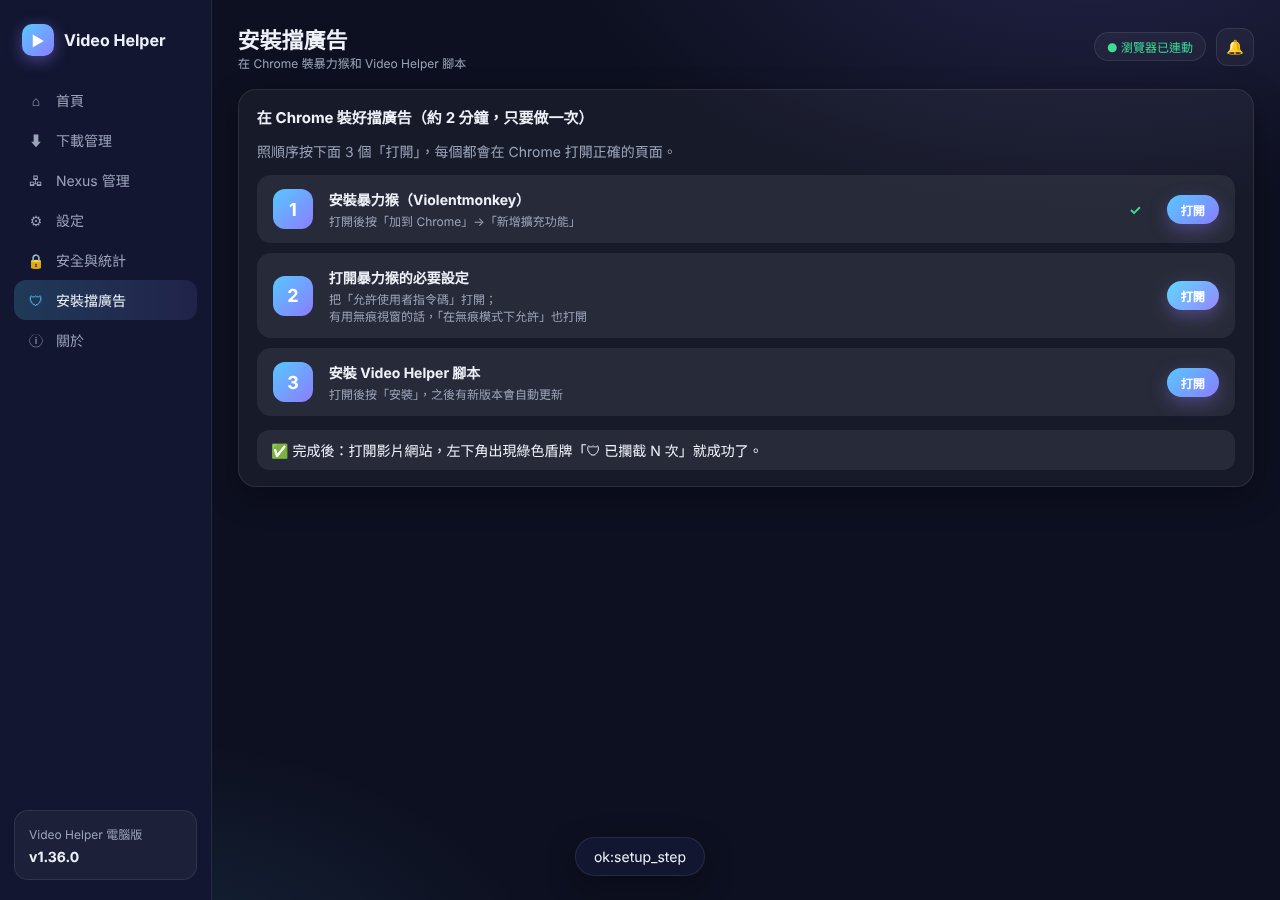 Video Helper
首頁
下載管理
Nexus 管理
設定
安全與統計
安裝擋廣告
關於
Video Helper 電腦版
v1.36.0
安裝擋廣告
在 Chrome 裝暴力猴和 Video Helper 腳本
瀏覽器已連動
在 Chrome 裝好擋廣告（約 2 分鐘，只要做一次）
照順序按下面 3 個「打開」，每個都會在 Chrome 打開正確的頁面。
1
安裝暴力猴（Violentmonkey）
打開後按「加到 Chrome」→「新增擴充功能」
✓
打開
2
打開暴力猴的必要設定
把「允許使用者指令碼」打開；
有用無痕視窗的話，「在無痕模式下允許」也打開
打開
3
安裝 Video Helper 腳本
打開後按「安裝」，之後有新版本會自動更新
打開
✅ 完成後：打開影片網站，左下角出現綠色盾牌「🛡 已攔截 N 次」就成功了。
ok:setup_step